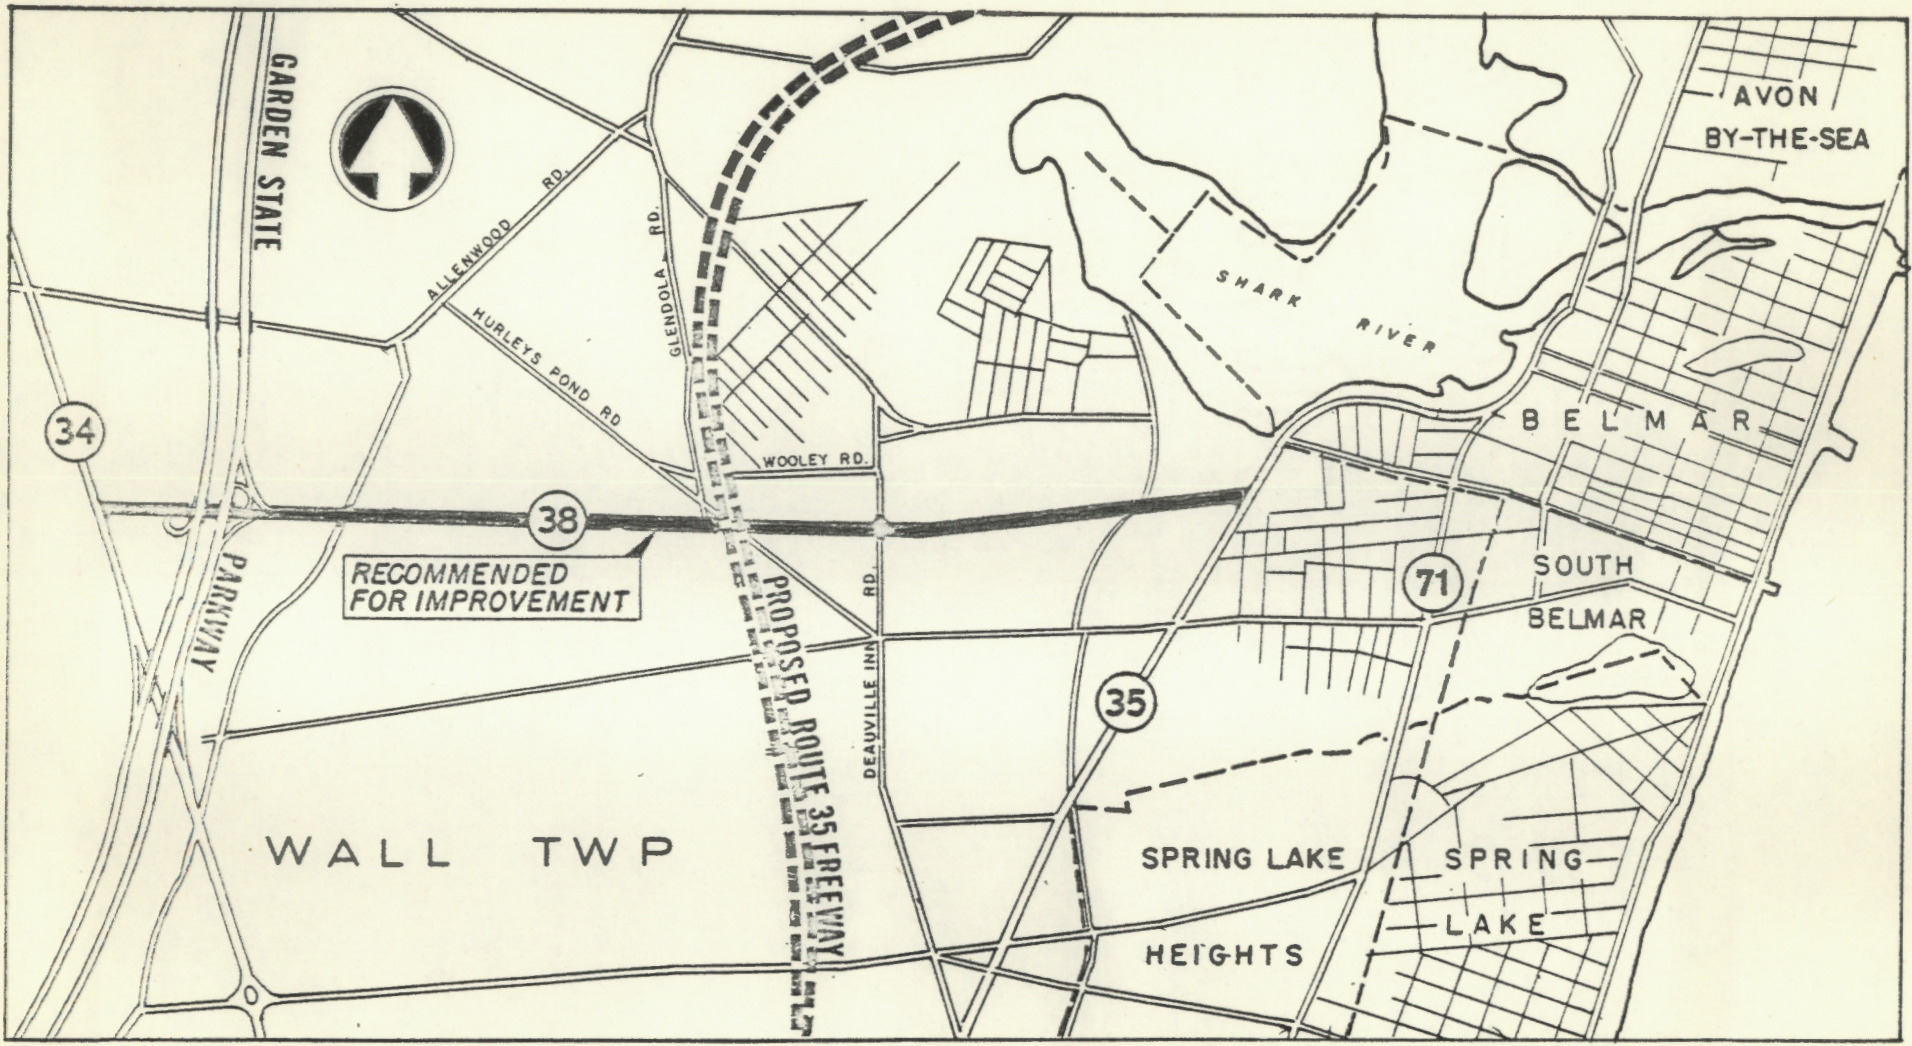 GARDEN STATE
PARKWAY
AVON
BY-THE-SEA
ALLENWOOD RD.
GLENDOLA RD.
HURLEYS POND RD
SHARK RIVER
34
BELMAR
WOOLEY RD.
38
RECOMMENDED
FOR IMPROVEMENT
PROPOSED ROUTE 35 FREEWAY
DEAUVILLE INN RD.
71
SOUTH
BELMAR
35
WALL TWP
SPRING LAKE
HEIGHTS
SPRING
LAKE